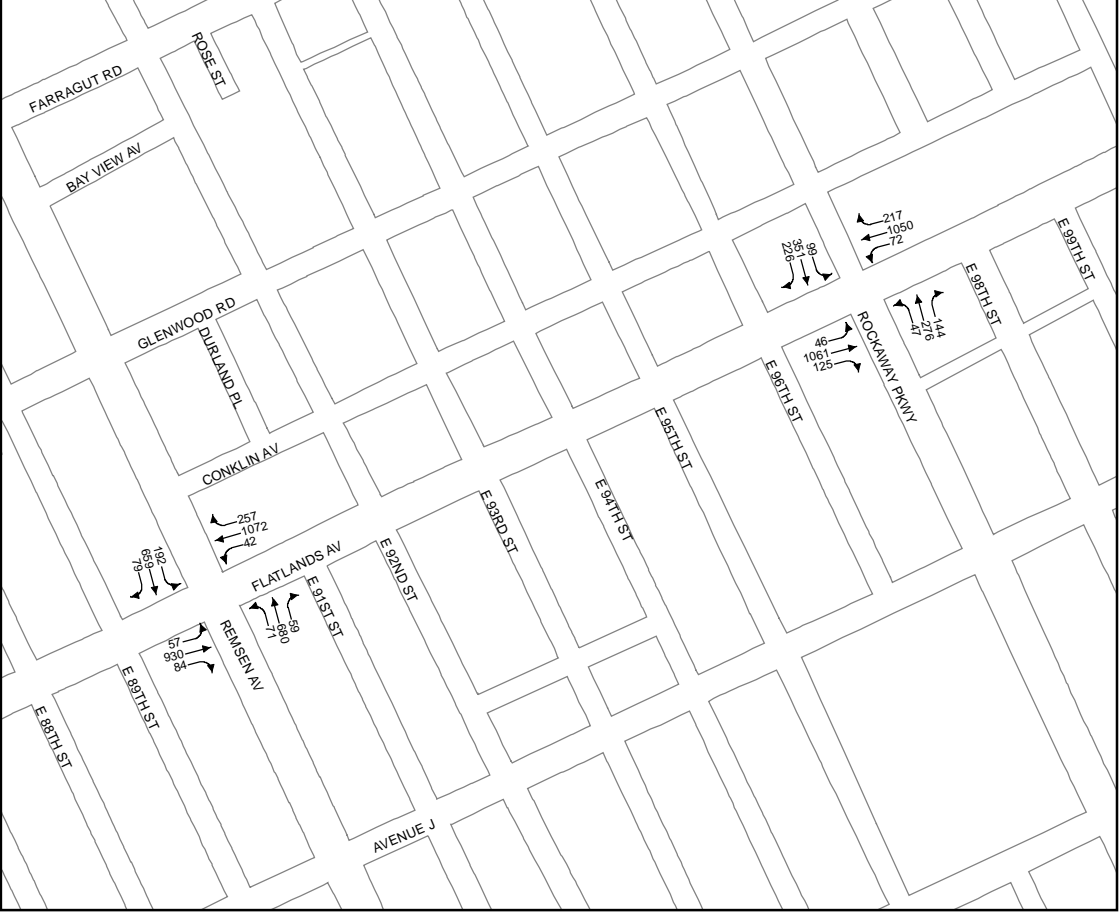 ROSE ST
FARRAGUT RD
BAY VIEW AV
217
1050
72
E 99TH ST
226
351
99
E 98TH ST
GLENWOOD RD
DURLAND PL
47
276
144
46
1061
125
ROCKAWAY PKWY
E 96TH ST
E 95TH ST
CONKLIN AV
E 94TH ST
E 93RD ST
257
1072
42
FLATLANDS AV
E 92ND ST
79
659
192
E 91ST ST
71
680
59
57
930
84
REMSEN AV
E 89TH ST
E 88TH ST
AVENUE J